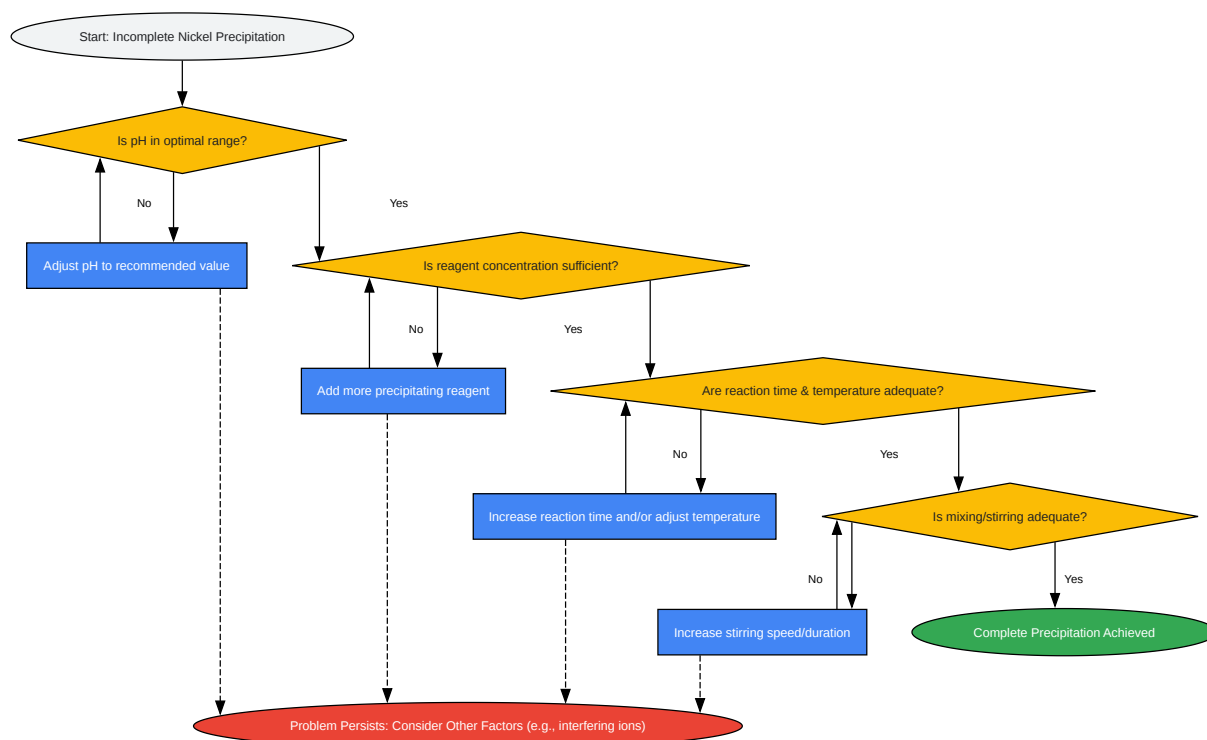 Start: Incomplete Nickel Precipitation
Is pH in optimal range?
No
Yes
Adjust pH to recommended value
Is reagent concentration sufficient?
No
Yes
Add more precipitating reagent
Are reaction time & temperature adequate?
No
Yes
Increase reaction time and/or adjust temperature
Is mixing/stirring adequate?
No
Yes
Increase stirring speed/duration
Complete Precipitation Achieved
Problem Persists: Consider Other Factors (e.g., interfering ions)